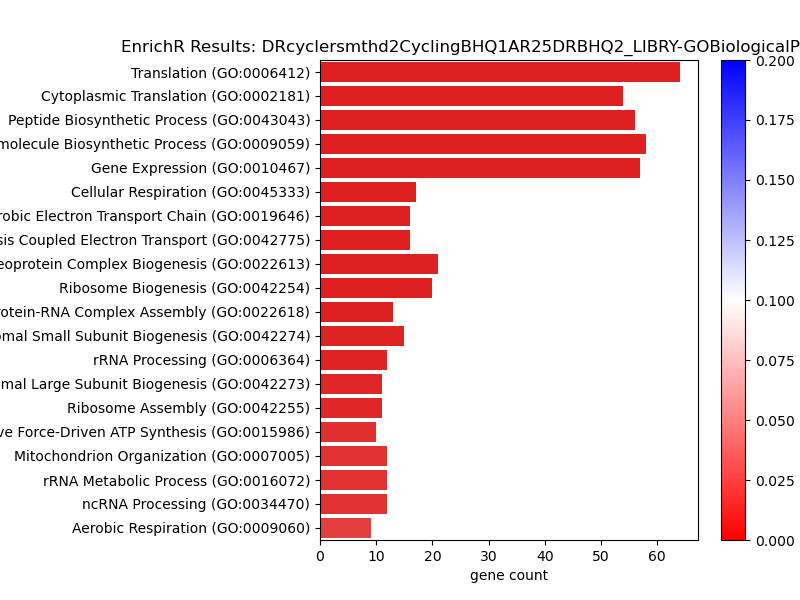 EnrichR Results: DRcyclersmthd2CyclingBHQ1AR25DRBHQ2_LIBRY-GOBiologicalP
Translation (GO:0006412)
Cytoplasmic Translation (GO:0002181)
Peptide Biosynthetic Process (GO:0043043)
molecule Biosynthetic Process (GO:0009059)
Gene Expression (GO:0010467)
Cellular Respiration (GO:0045333)
robic Electron Transport Chain (GO:0019646)
sis Coupled Electron Transport (GO:0042775)
eoprotein Complex Biogenesis (GO:0022613)
Ribosome Biogenesis (GO:0042254)
rotein-RNA Complex Assembly (GO:0022618)
omal Small Subunit Biogenesis (GO:0042274)
rRNA Processing (GO:0006364)
mal Large Subunit Biogenesis (GO:0042273)
Ribosome Assembly (GO:0042255)
ve Force-Driven ATP Synthesis (GO:0015986)
Mitochondrion Organization (GO:0007005)
rRNA Metabolic Process (GO:0016072)
ncRNA Processing (GO:0034470)
Aerobic Respiration (GO:0009060)
0 10 20 30 40 50 60
gene count
0.200
0.175
0.150
0.125
0.100
0.075
0.050
0.025
0.000